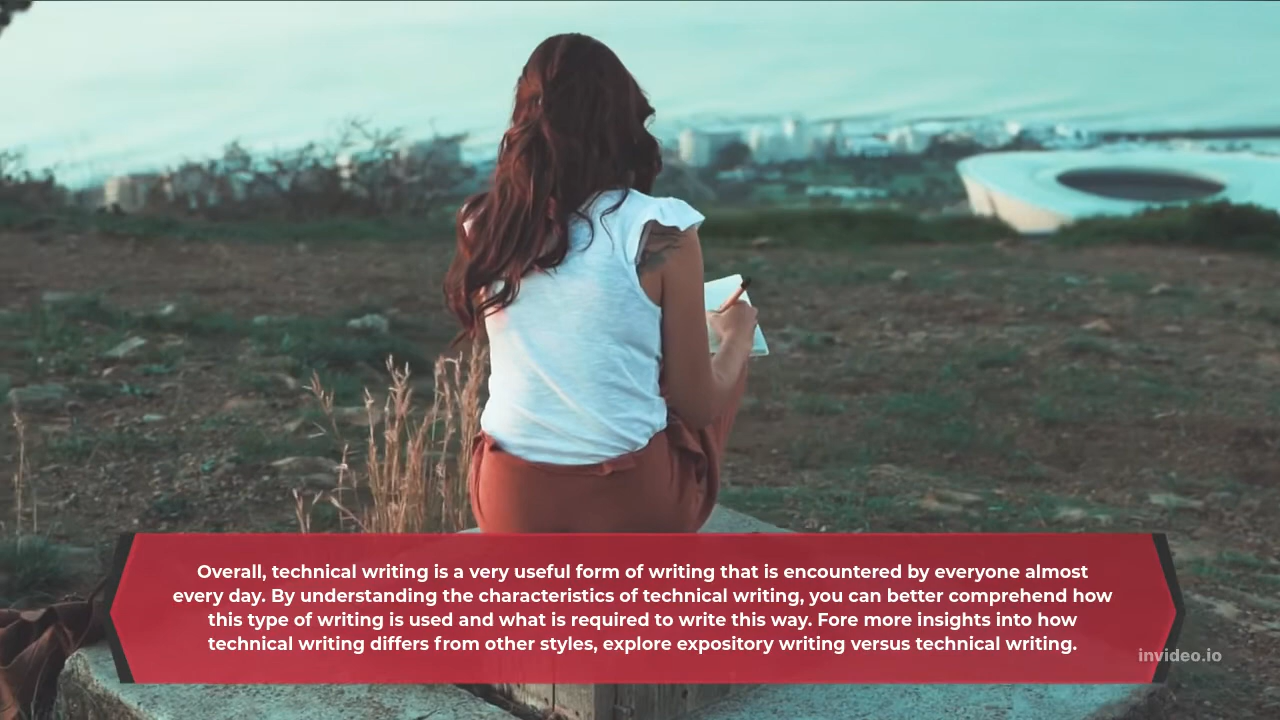 Overall, technical writing is a very useful form of writing that is encountered by everyone almost
every day. By understanding the characteristics of technical writing, you can better comprehend how
this type of writing is used and what is required to write this way. Fore more insights into how
technical writing differs from other styles, explore expository writing versus technical writing.
invideo.io